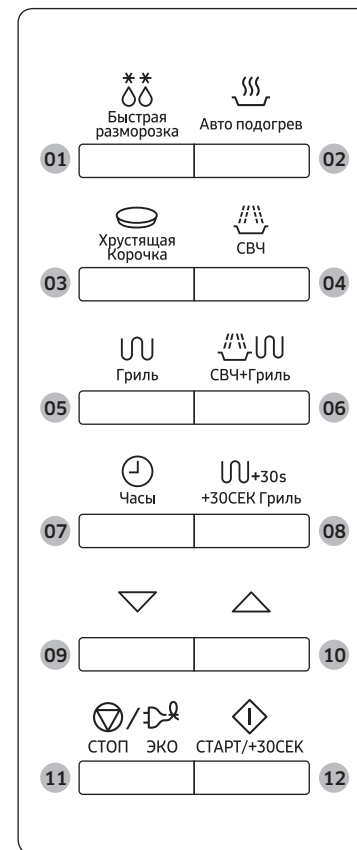 Быстрая
разморозка
Авто подогрев
01
02
Хрустящая
Корочка
СВЧ
03
04
Гриль
СВЧ+Гриль
05
06
+30s
Часы
+30СЕК Гриль
07
08
09
10
/
СТОП ЭКО
СТАРТ/+30СЕК
11
12